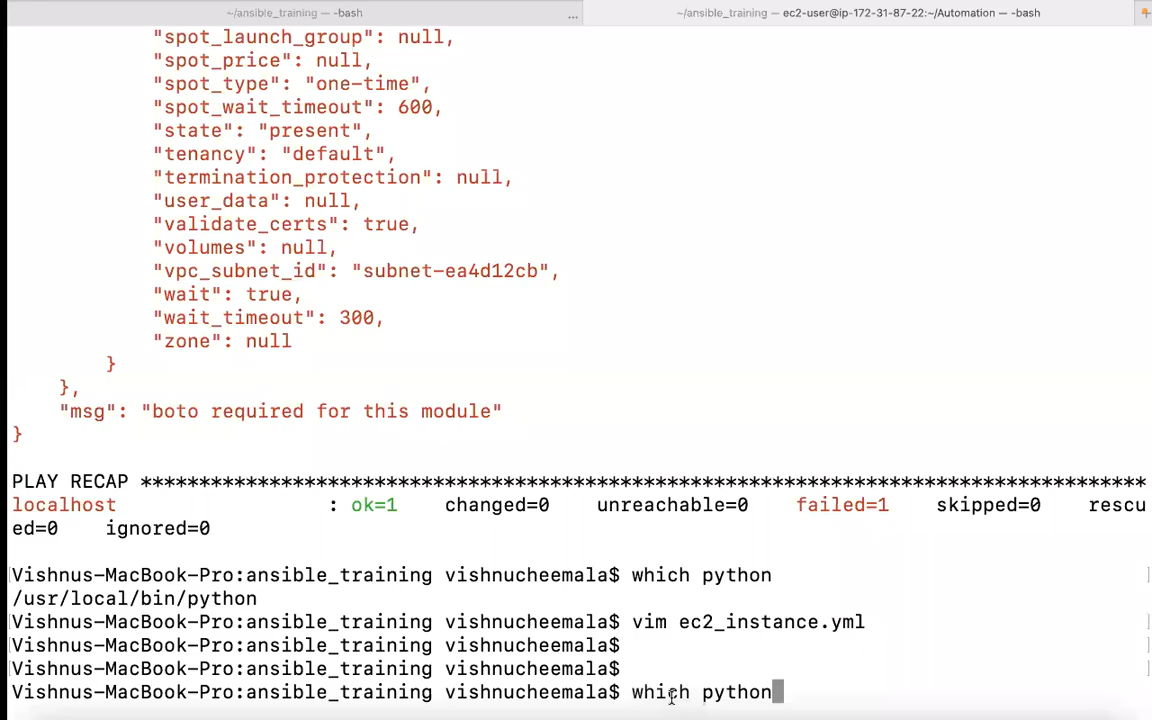 ~/ansible_training — -bash
...
~/ansible_training — ec2-user@ip-172-31-87-22:~/Automation — -bash
+
"spot_launch_group": null,
"spot_price": null,
"spot_type": "one-time",
"spot_wait_timeout": 600,
"state": "present",
"tenancy": "default",
"termination_protection": null,
"user_data": null,
"validate_certs": true,
"volumes": null,
"vpc_subnet_id": "subnet-ea4d12cb",
"wait": true,
"wait_timeout": 300,
"zone": null
}
},
"msg": "boto required for this module"
}
PLAY RECAP **************************************************************************************
localhost : ok=1 changed=0 unreachable=0 failed=1 skipped=0 rescu
ed=0 ignored=0
[Vishnus-MacBook-Pro:ansible_training vishnucheemala$ which python ]
/usr/local/bin/python
[Vishnus-MacBook-Pro:ansible_training vishnucheemala$ vim ec2_instance.yml ]
[Vishnus-MacBook-Pro:ansible_training vishnucheemala$ ]
[Vishnus-MacBook-Pro:ansible_training vishnucheemala$ ]
Vishnus-MacBook-Pro:ansible_training vishnucheemala$ which python